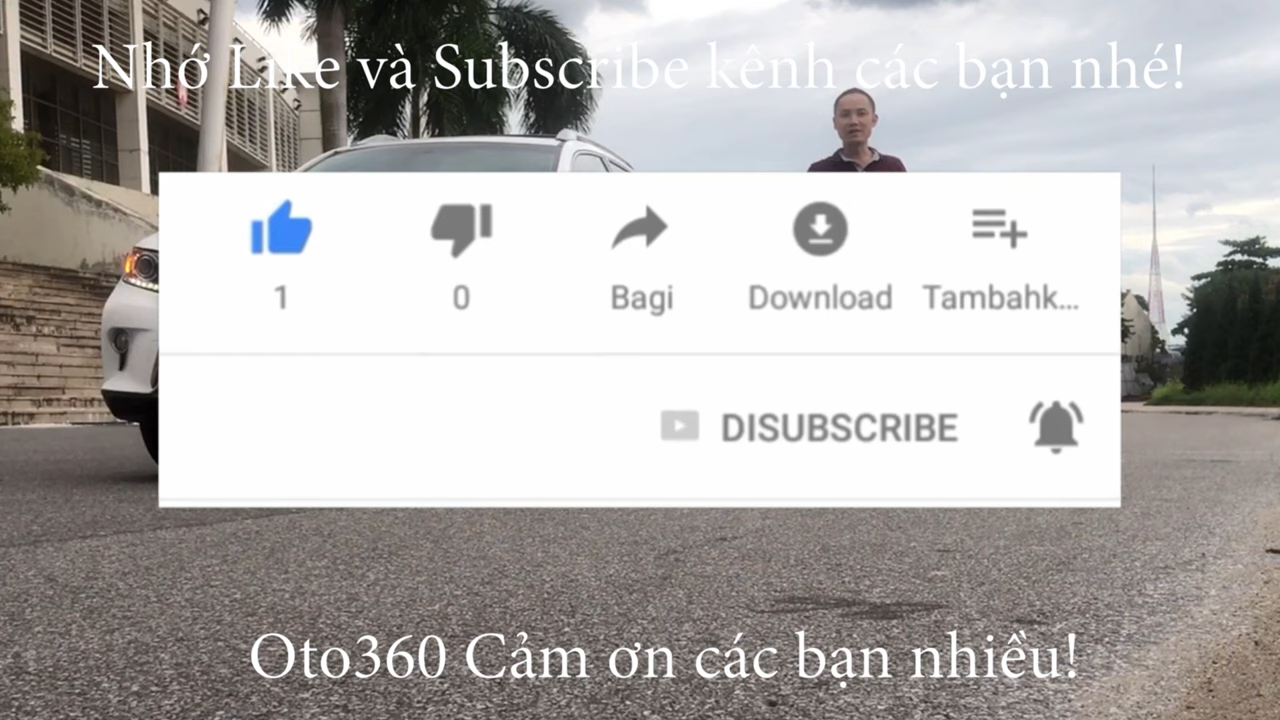 Nhớ Like và Subscribe kênh các bạn nhé!
1 0 Bagi Download Tambahk...
DISUBSCRIBE
Oto360 Cảm ơn các bạn nhiều!